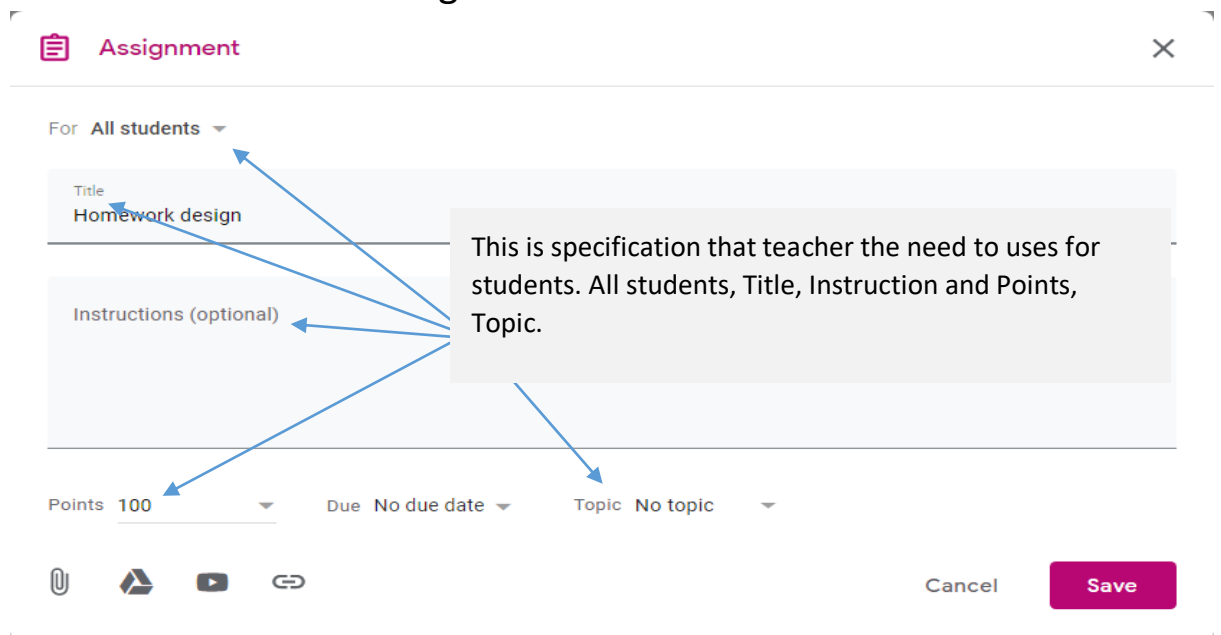 Assignment
For All students
Title
Homework design
This is specification that teacher the need to uses for
students. All students, Title, Instruction and Points,
Topic.
Instructions (optional)
Points 100 Due No due date Topic No topic
Cancel Save